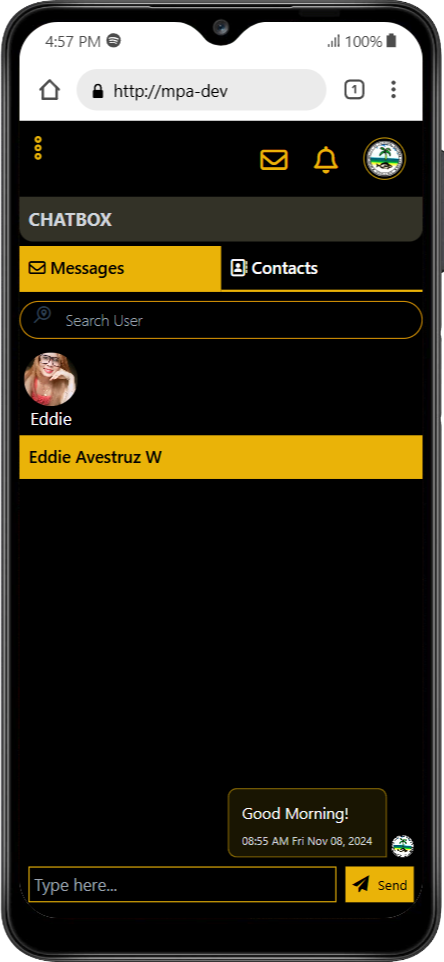 4:57 PM
100%
http://mpa-dev
1
CHATBOX
Messages
Contacts
Search User
Eddie
Eddie Avestruz W
Good Morning!
08:55 AM Fri Nov 08, 2024
Type here...
Send